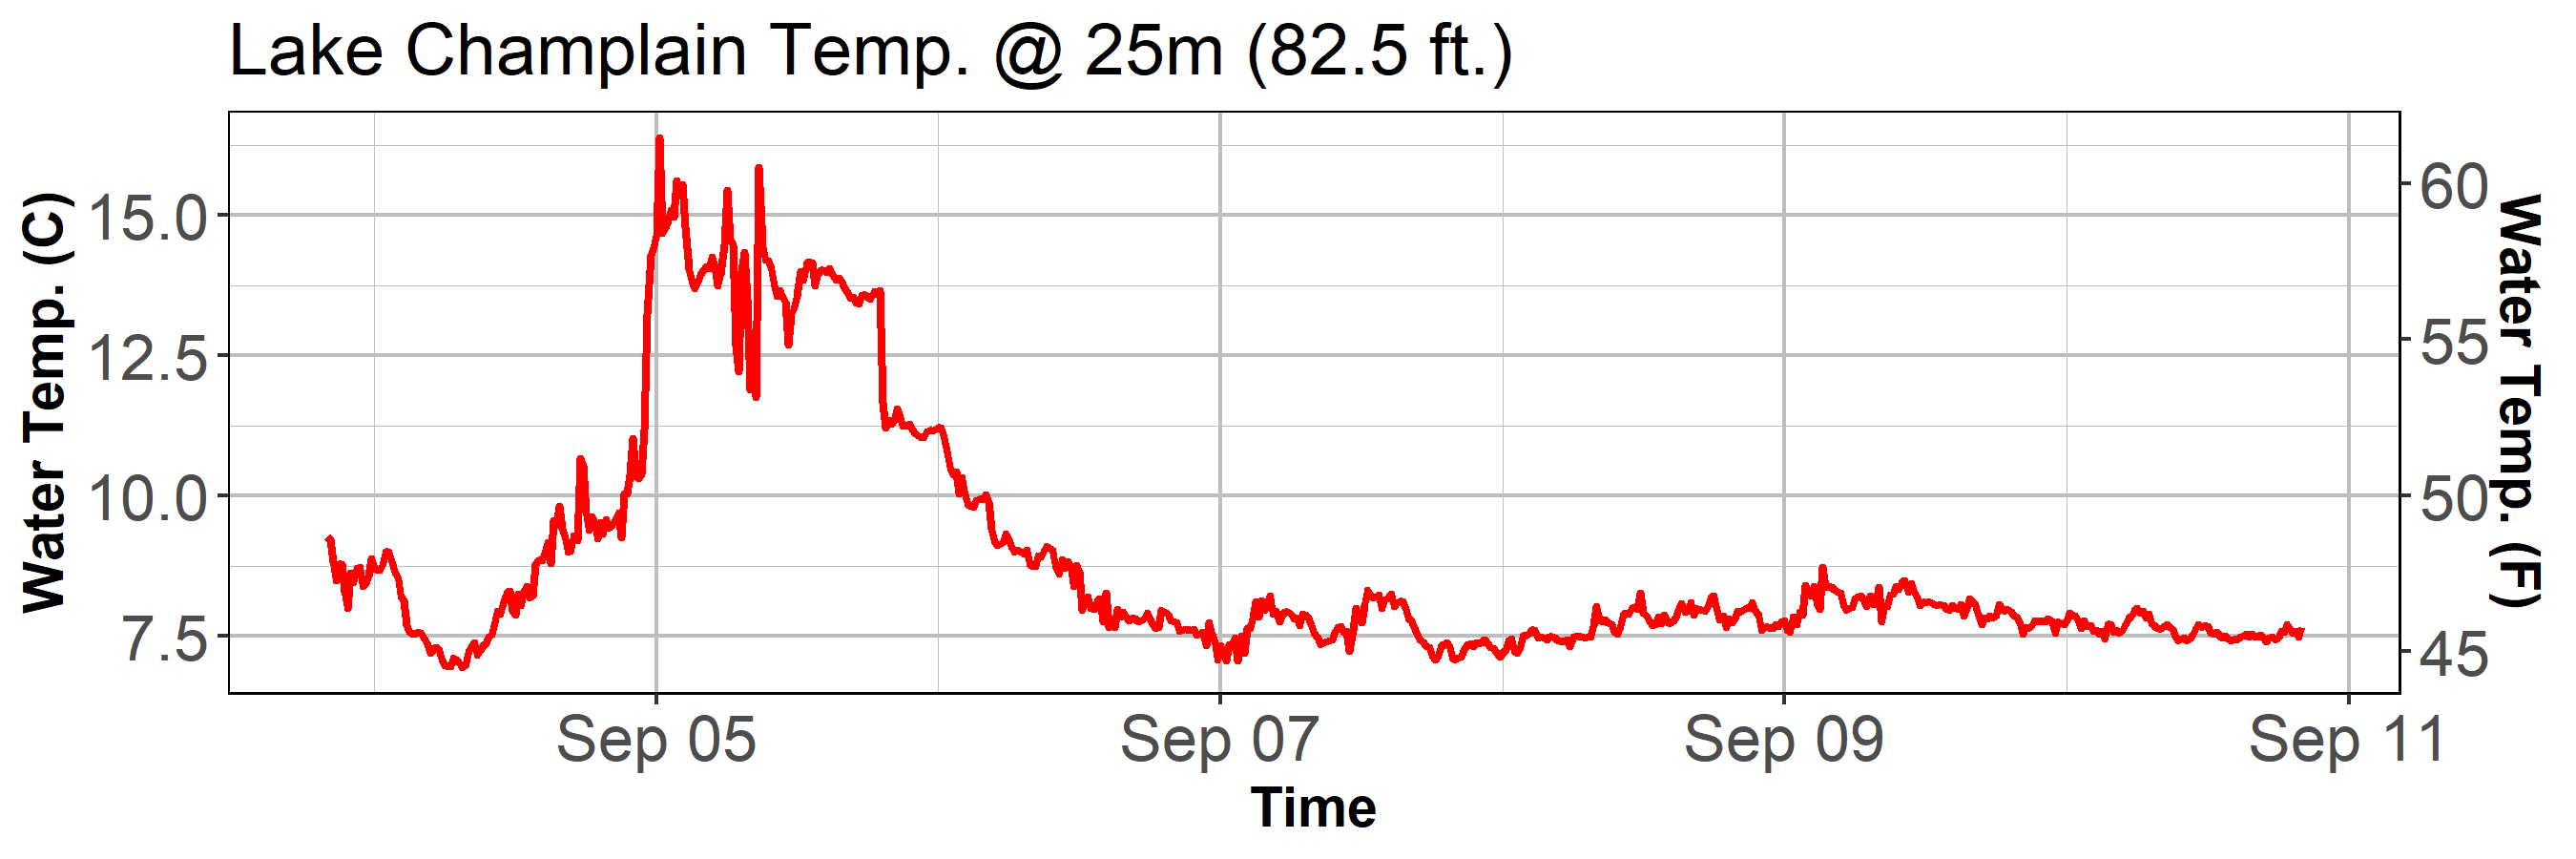 Lake Champlain Temp. @ 25m (82.5 ft.)
Water Temp. (C)
15.0
12.5
10.0
7.5
60
55
50
45
Water Temp. (F)
Sep 05
Sep 07
Sep 09
Sep 11
Time